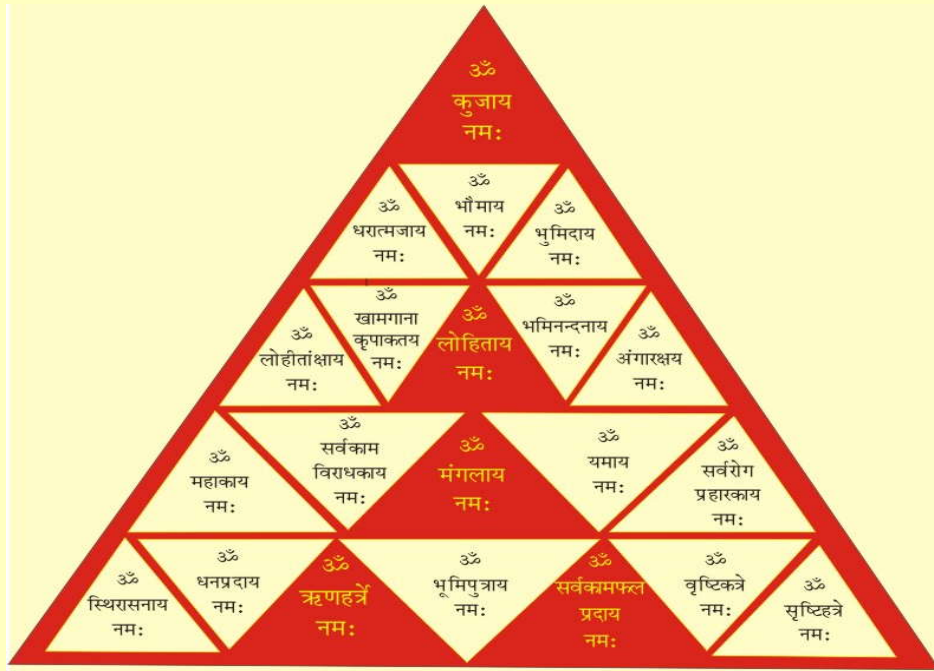 ॐ
कुजाय
नम:
ॐ
धरात्मजाय
नम:
ॐ
भौमाय
नम:
ॐ
भुमिदाय
नम:
ॐ
लोहीतांक्षाय
नम:
ॐ
खामगाना
कृपाकतय
नम:
ॐ
लोहिताय
नम:
ॐ
भमिनन्दनाय
नम:
ॐ
अंगारक्षय
नम:
ॐ
महाकाय
नम:
ॐ
सर्वकाम
विराधकाय
नम:
ॐ
मंगलाय
नम:
ॐ
यमाय
नम:
ॐ
सर्वरोग
प्रहारकाय
नम:
ॐ
स्थिरासनाय
नम:
ॐ
धनप्रदाय
नम:
ॐ
ऋणहर्त्रे
नम:
ॐ
भूमिपुत्राय
नम:
ॐ
सर्वकामफल
प्रदाय
नम:
ॐ
वृष्टिकत्रे
नम:
ॐ
सृष्टिहत्रे
नम: